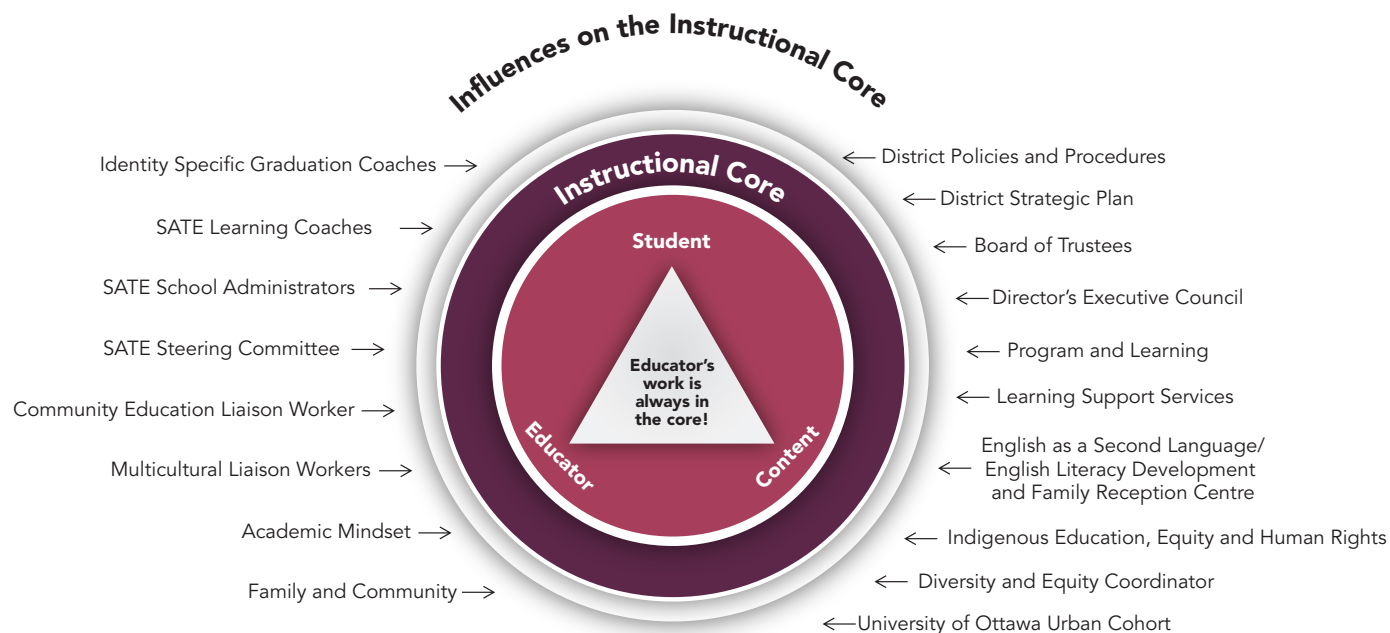 Influences on the Instructional Core
Identity Specific Graduation Coaches
SATE Learning Coaches
SATE School Administrators
SATE Steering Committee
Community Education Liaison Worker
Multicultural Liaison Workers
Academic Mindset
Family and Community
Instructional Core
Student
Educator's
work is
always in
the core!
Educator
Content
District Policies and Procedures
District Strategic Plan
Board of Trustees
Director's Executive Council
Program and Learning
Learning Support Services
English as a Second Language/
English Literacy Development
and Family Reception Centre
Indigenous Education, Equity and Human Rights
Diversity and Equity Coordinator
University of Ottawa Urban Cohort